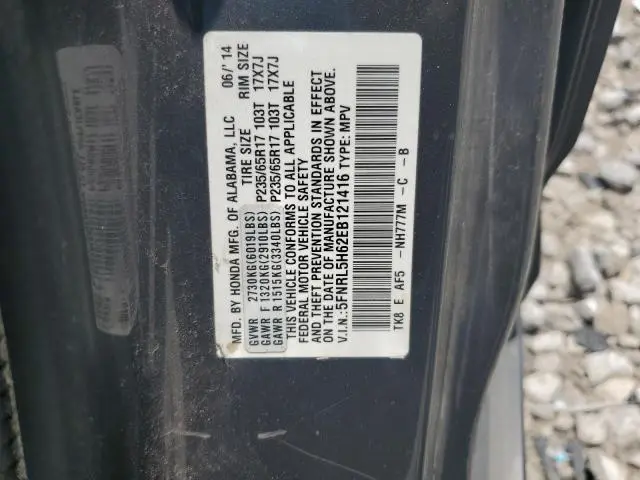 MFD. BY HONDA MFG. OF ALABAMA, LLC 06/'14
TIRE SIZE RIM SIZE
GVWR 2730KG(6019LBS)
GAWR F 1320KG(2910LBS) P235/65R17 103T 17X7J
GAWR R 1515KG(3340LBS) P235/65R17 103T 17X7J
THIS VEHICLE CONFORMS TO ALL APPLICABLE
FEDERAL MOTOR VEHICLE SAFETY
AND THEFT PREVENTION STANDARDS IN EFFECT
ON THE DATE OF MANUFACTURE SHOWN ABOVE.
V.I.N.: 5FNRL5H62EB121416 TYPE: MPV
TK8 E AF5 - NH777M - C - B